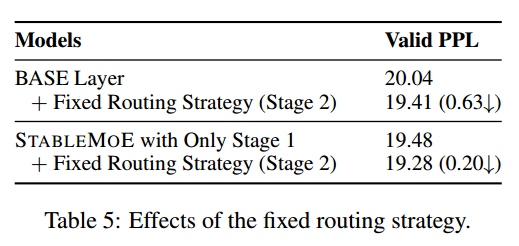 Models Valid PPL
BASE Layer 20.04
+ Fixed Routing Strategy (Stage 2) 19.41 (0.63↓)
STABLEMOE with Only Stage 1 19.48
+ Fixed Routing Strategy (Stage 2) 19.28 (0.20↓)
Table 5: Effects of the fixed routing strategy.